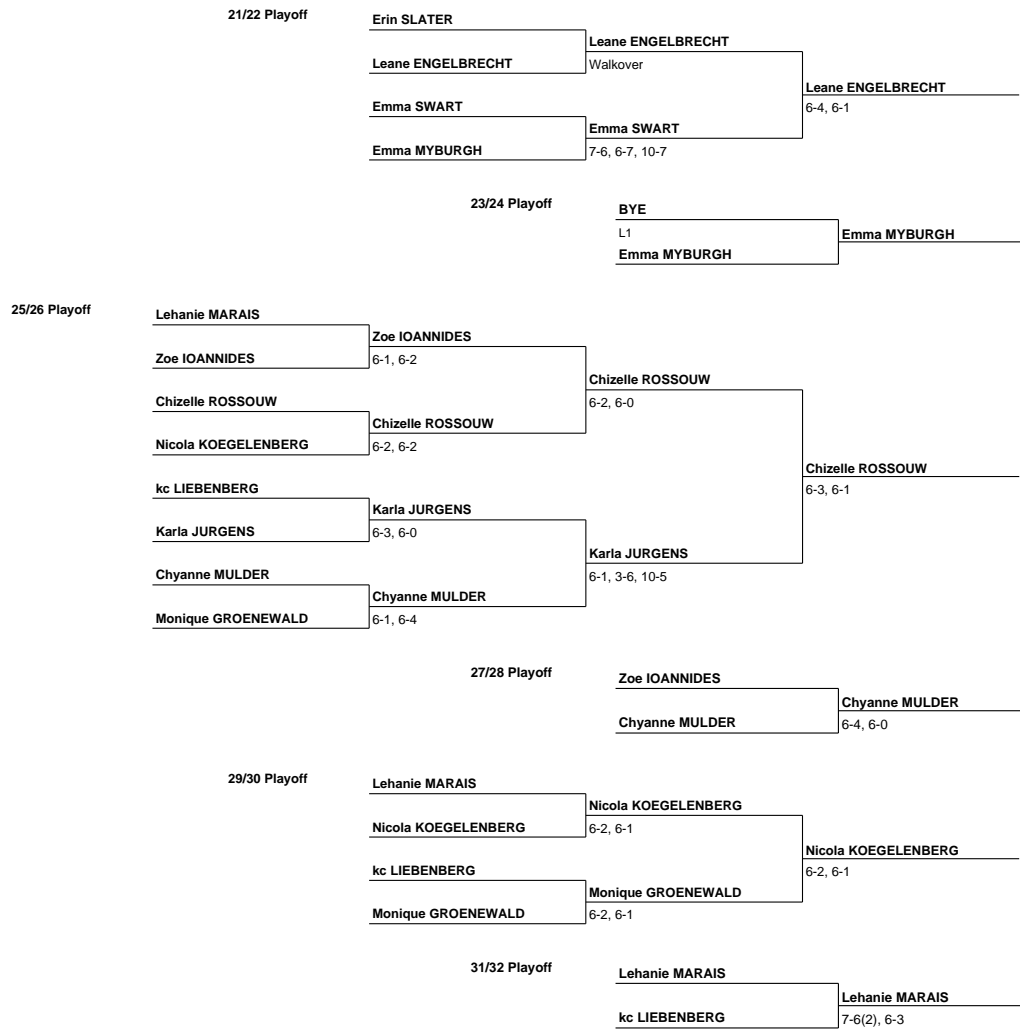 21/22 Playoff
Erin SLATER
Leane ENGELBRECHT
Leane ENGELBRECHT
Walkover
Leane ENGELBRECHT
6-4, 6-1
Emma SWART
Emma SWART
Emma MYBURGH
7-6, 6-7, 10-7
23/24 Playoff
BYE
L1
Emma MYBURGH
Emma MYBURGH
25/26 Playoff
Lehanie MARAIS
Zoe IOANNIDES
Zoe IOANNIDES
6-1, 6-2
Chizelle ROSSOUW
6-2, 6-0
Chizelle ROSSOUW
Chizelle ROSSOUW
Nicola KOEGELENBERG
6-2, 6-2
Chizelle ROSSOUW
6-3, 6-1
kc LIEBENBERG
Karla JURGENS
Karla JURGENS
6-3, 6-0
Karla JURGENS
6-1, 3-6, 10-5
Chyanne MULDER
Chyanne MULDER
Monique GROENEWALD
6-1, 6-4
27/28 Playoff
Zoe IOANNIDES
Chyanne MULDER
Chyanne MULDER
6-4, 6-0
29/30 Playoff
Lehanie MARAIS
Nicola KOEGELENBERG
Nicola KOEGELENBERG
6-2, 6-1
Nicola KOEGELENBERG
6-2, 6-1
kc LIEBENBERG
Monique GROENEWALD
Monique GROENEWALD
6-2, 6-1
31/32 Playoff
Lehanie MARAIS
Lehanie MARAIS
kc LIEBENBERG
7-6(2), 6-3